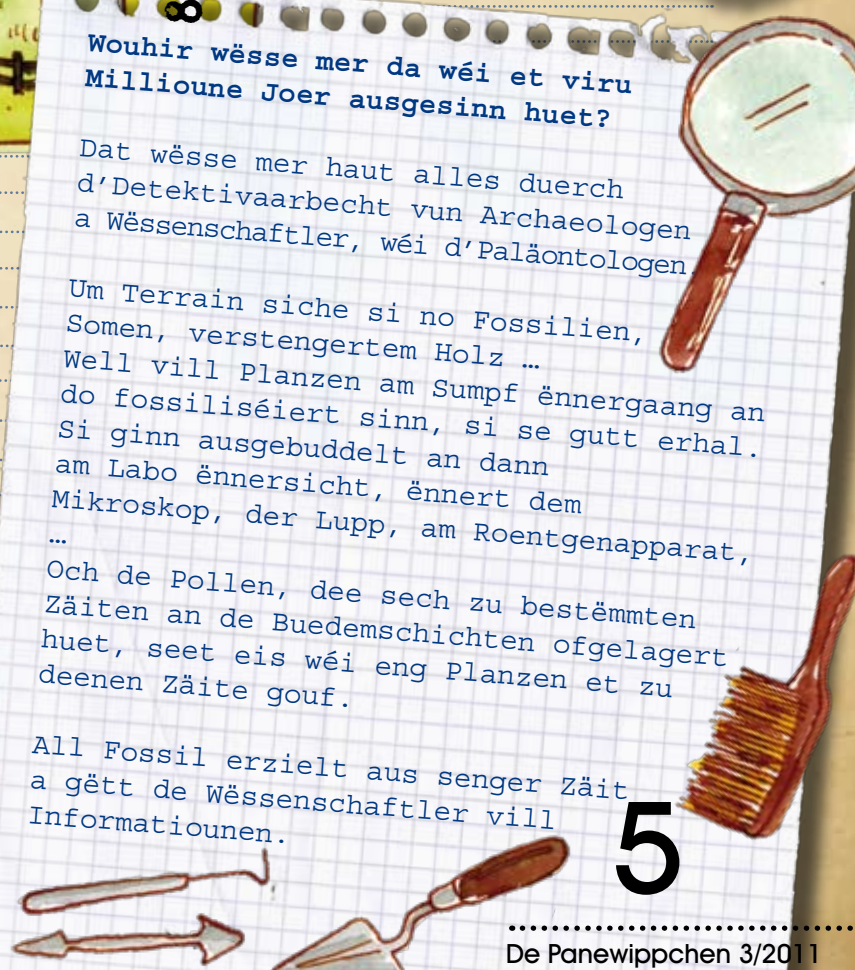 Wouhir wësse mer da wéi et viru
Millioune Joer ausgesinn huet?
Dat wësse mer haut alles duerch
d'Detektivaarbecht vun Archaeologen
a Wëssenschaftler, wéi d'Paläontologen.
Um Terrain siche si no Fossilien,
Somen, verstengertem Holz …
Well vill Planzen am Sumpf ënnergaang an
do fossiliséiert sinn, si se gutt erhal.
Si ginn ausgebuddelt an dann
am Labo ënnersicht, ënnert dem
Mikroskop, der Lupp, am Roentgenapparat,
…
Och de Pollen, dee sech zu bestëmmten
Zäiten an de Buedemschichten ofgelagert
huet, seet eis wéi eng Planzen et zu
deenen Zäite gouf.
All Fossil erzielt aus senger Zäit
a gëtt de Wëssenschaftler vill
Informatiounen.
5
De Panewippchen 3/2011